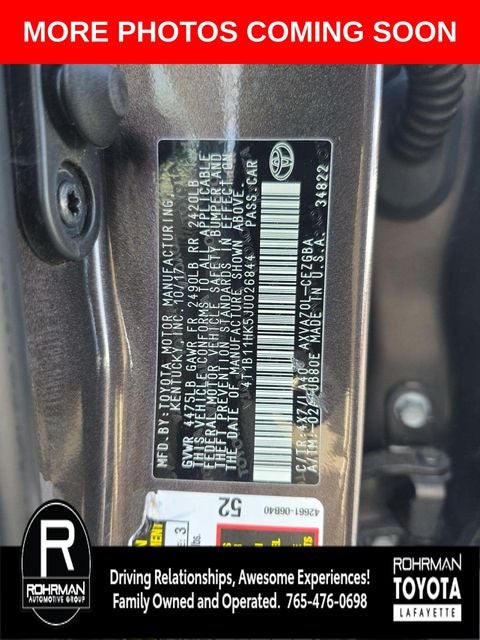 MORE PHOTOS COMING SOON
MFD.BY:TOYOTA MOTOR MANUFACTURING,
KENTUCKY, INC. 10/17
GVWR 4475LB GAWR FR 2490LB RR 2420LB
THIS VEHICLE CONFORMS TO ALL APPLICABLE
FEDERAL MOTOR VEHICLE SAFETY, BUMPER, AND
THEFT PREVENTION STANDARDS IN EFFECT ON
THE DATE OF MANUFACTURE SHOWN ABOVE.
4T1B11HK5JU026844 PASS.CAR
C/TR:
AXVA70L-CEZGBA
A/TM:
UB80E MADE IN U.S.A. 34822
52
42661-06B40
3
R
ROHRMAN
AUTOMOTIVE GROUP
Driving Relationships, Awesome Experiences!
Family Owned and Operated. 765-476-0698
ROHRMAN
TOYOTA
LAFAYETTE